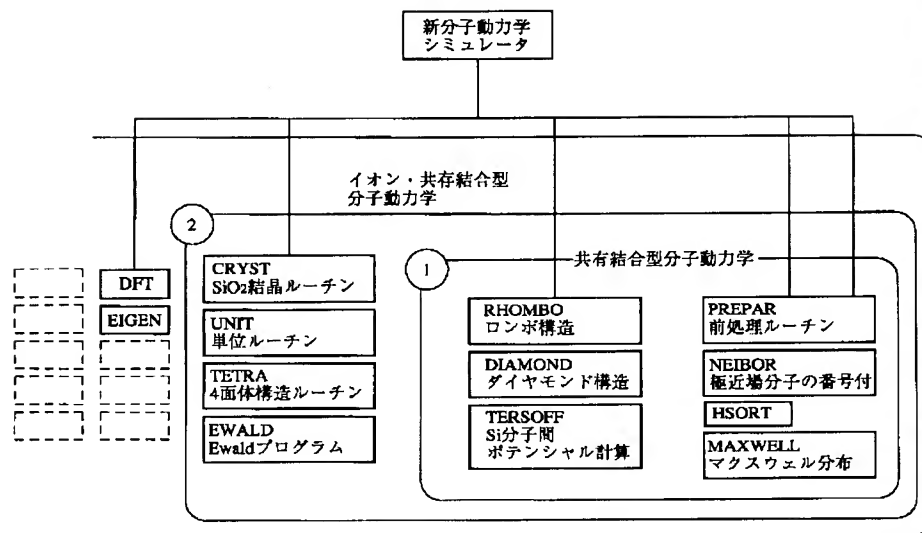 新分子動力学
シミュレータ
イオン・共存結合型
分子動力学
2
1
共有結合型分子動力学
DFT
EIGEN
CRYST
SiO2結晶ルーチン
UNIT
単位ルーチン
TETRA
4面体構造ルーチン
EWALD
Ewaldプログラム
RHOMBO
ロンボ構造
DIAMOND
ダイヤモンド構造
TERSOFF
Si分子間
ポテンシャル計算
PREPAR
前処理ルーチン
NEIBOR
極近場分子の番号付
HSORT
MAXWELL
マクスウェル分布